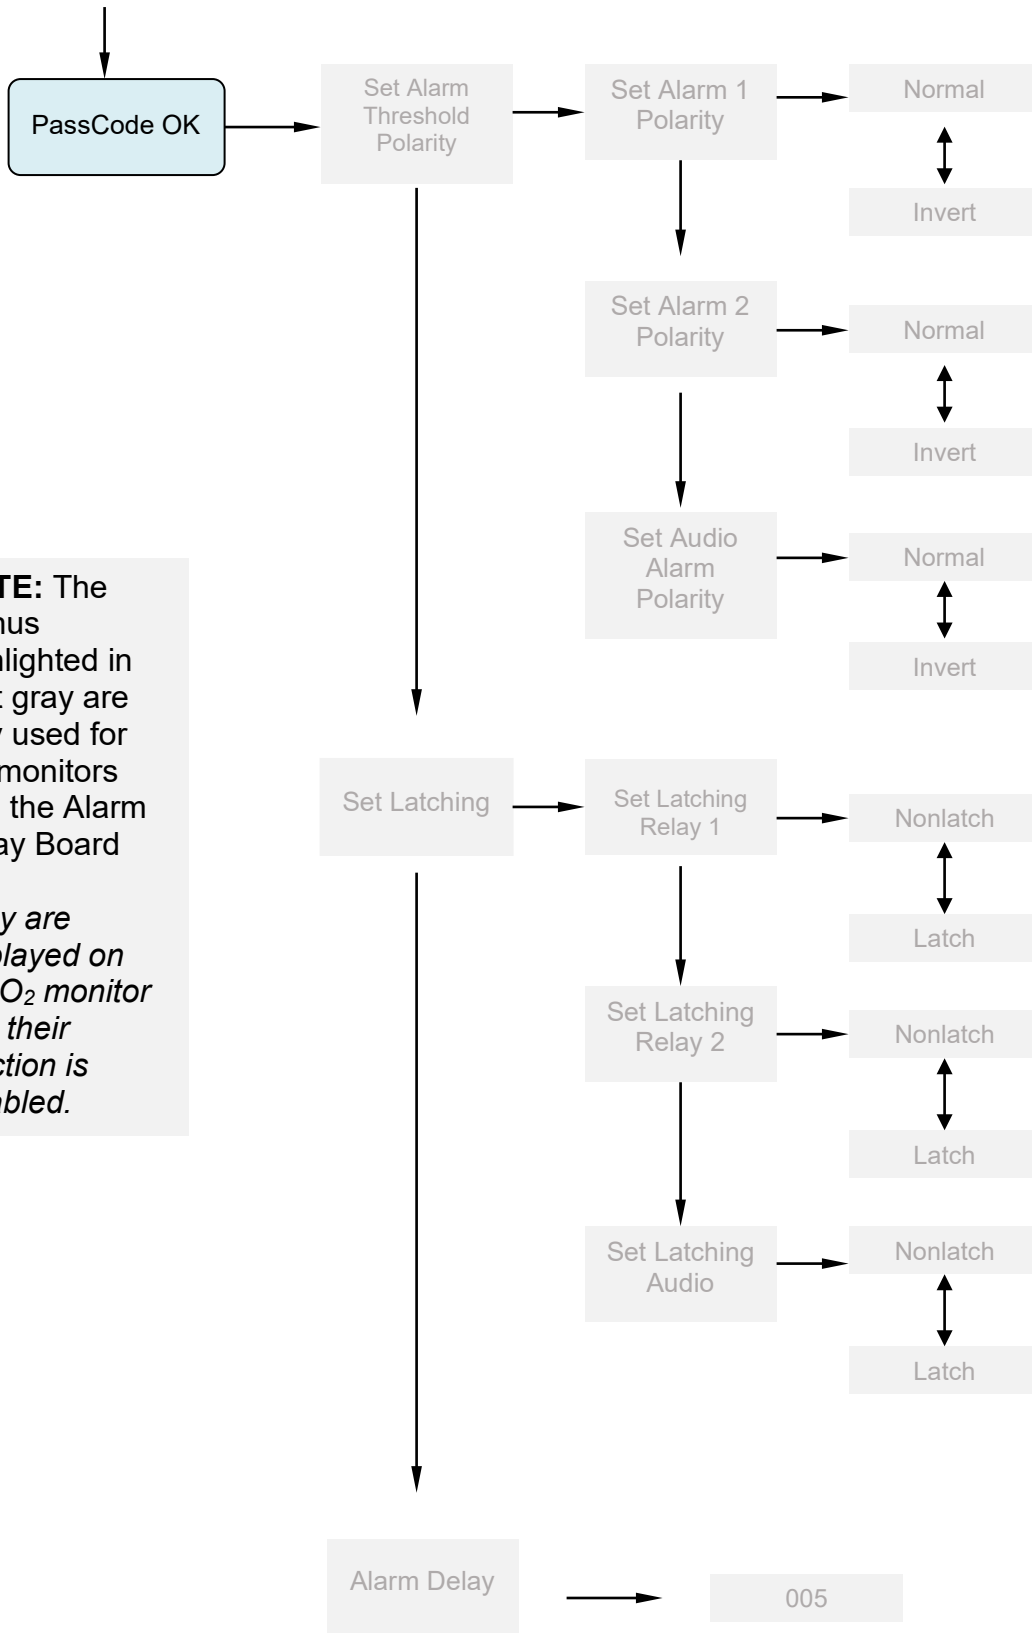 PassCode OK
Set Alarm
Threshold
Polarity
Set Alarm 1
Polarity
Normal
Invert
Set Alarm 2
Polarity
Normal
Invert
Set Audio
Alarm
Polarity
Normal
Invert
TE: The
nus
hlighted in
t gray are
y used for
monitors
the Alarm
ay Board
y are
played on
O₂ monitor
their
ction is
abled.
Set Latching
Set Latching
Relay 1
Nonlatch
Latch
Set Latching
Relay 2
Nonlatch
Latch
Set Latching
Audio
Nonlatch
Latch
Alarm Delay
005